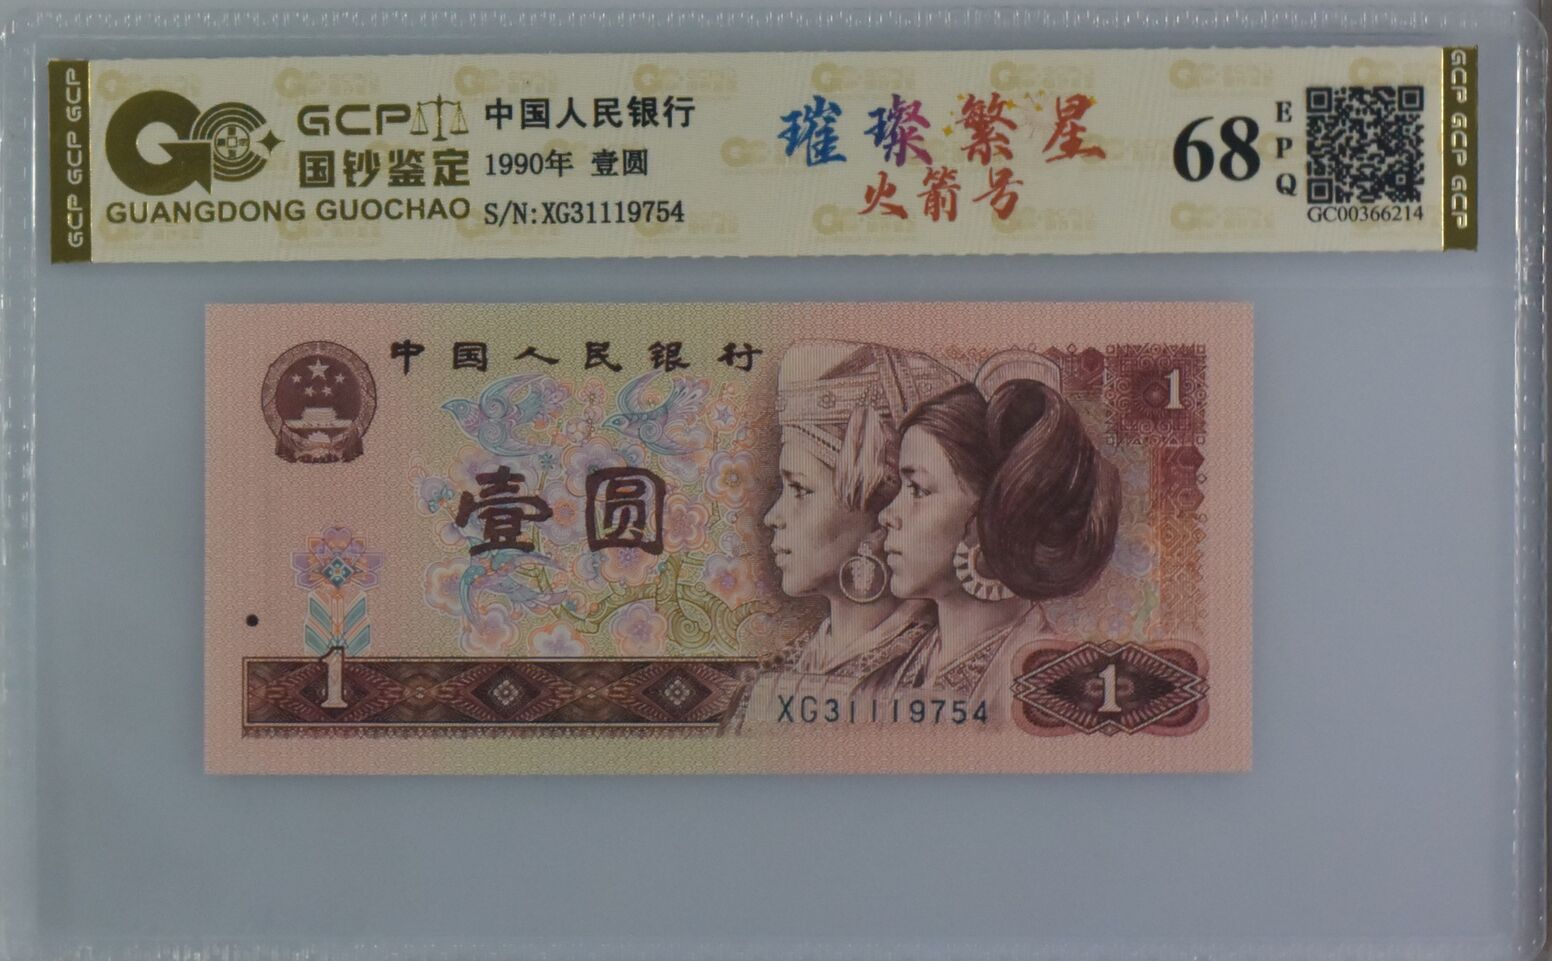 GCP
国钞鉴定
GUANGDONG GUOCHAO
中国人民银行
1990年 壹圆
S/N:XG31119754
璀璨繁星
火箭号
68
EPQ
GC00366214
GCP GCP GCP
GCP GCP GCP
中国人民银行
1
壹圆
1
XG31119754
1